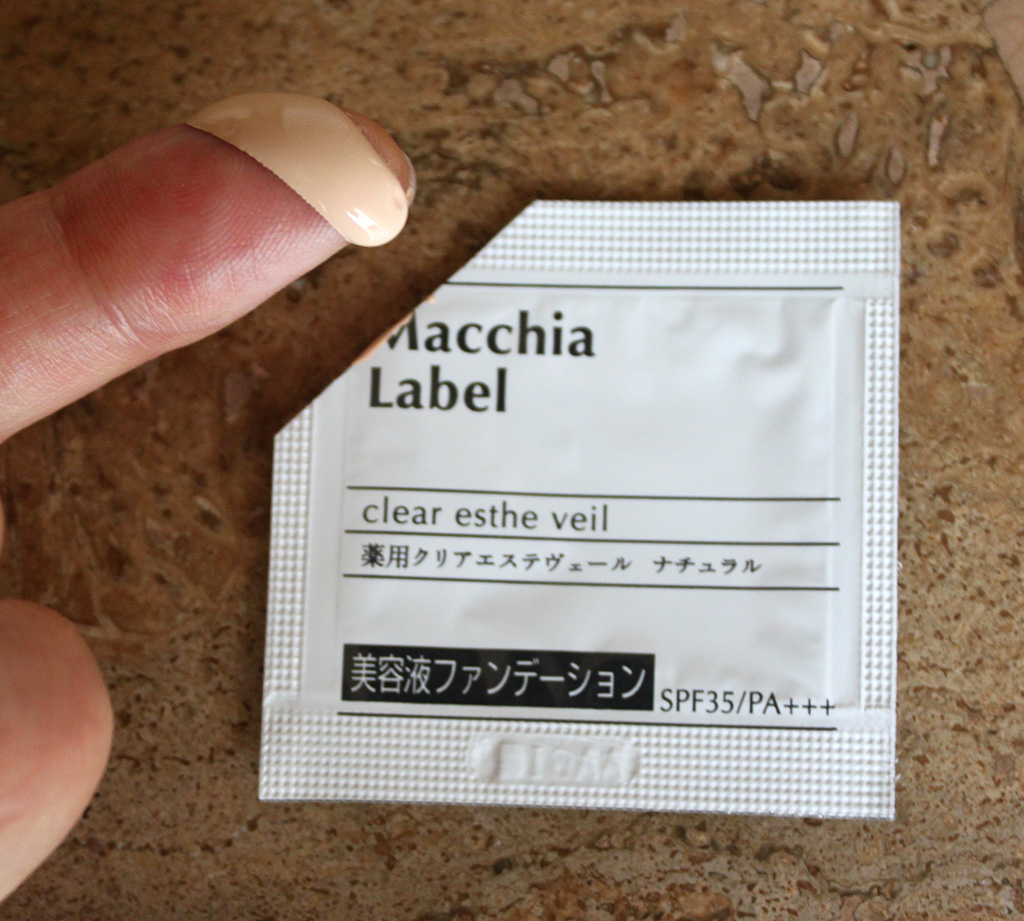 Macchia
Label
clear esthe veil
薬用クリアエステヴェール ナチュラル
美容液ファンデーション
SPF35/PA+++